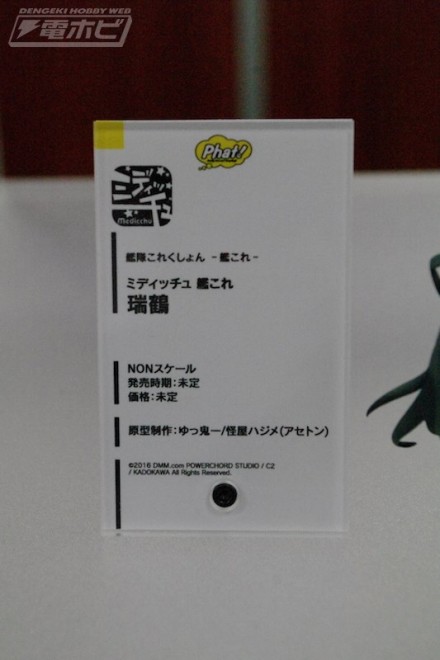 DENGEKI HOBBY WEB
電ホビ
Phat!
ミディッチュ
Medicchu
艦隊これくしょん -艦これ-
ミディッチュ 艦これ
瑞鶴
NONスケール
発売時期：未定
価格：未定
原型制作：ゆっ鬼一/怪屋ハジメ(アセトン)
©2016 DMM.com POWERCHORD STUDIO / C2
/ KADOKAWA All Rights Reserved.